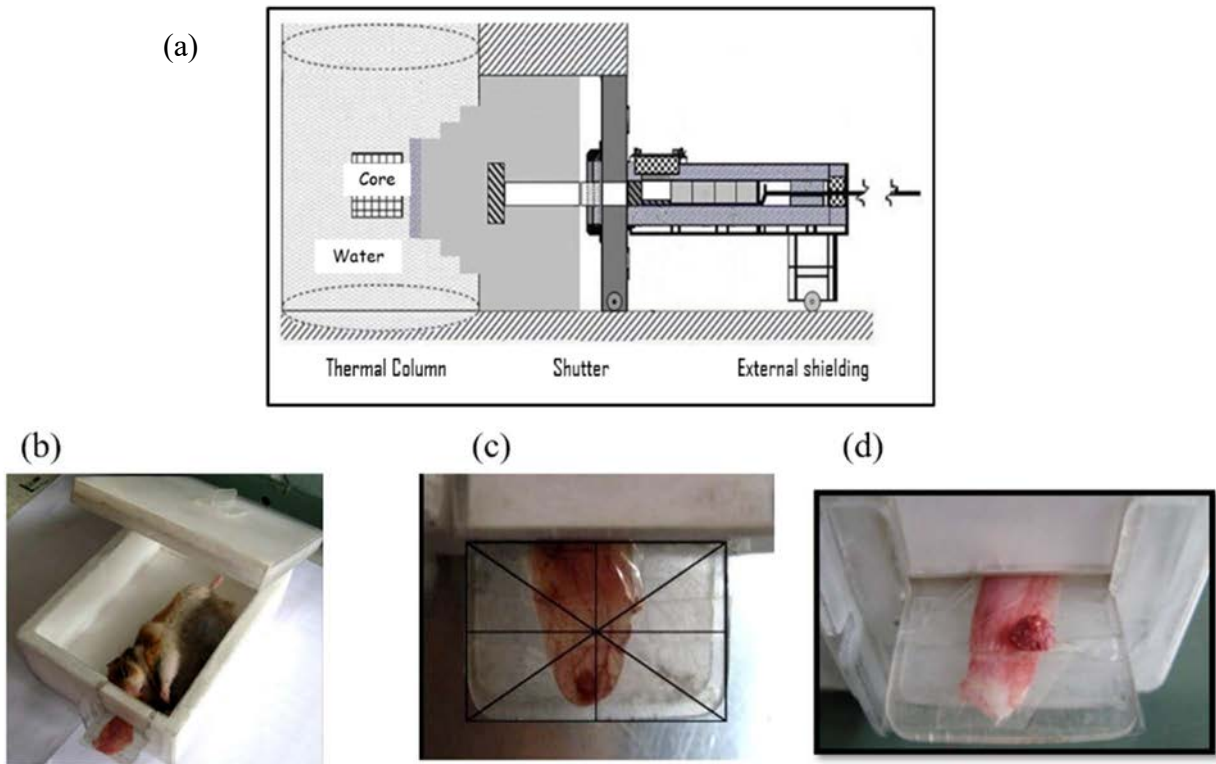 (a)
Core
Water
Thermal Column
Shutter
External shielding
(b)
(c)
(d)